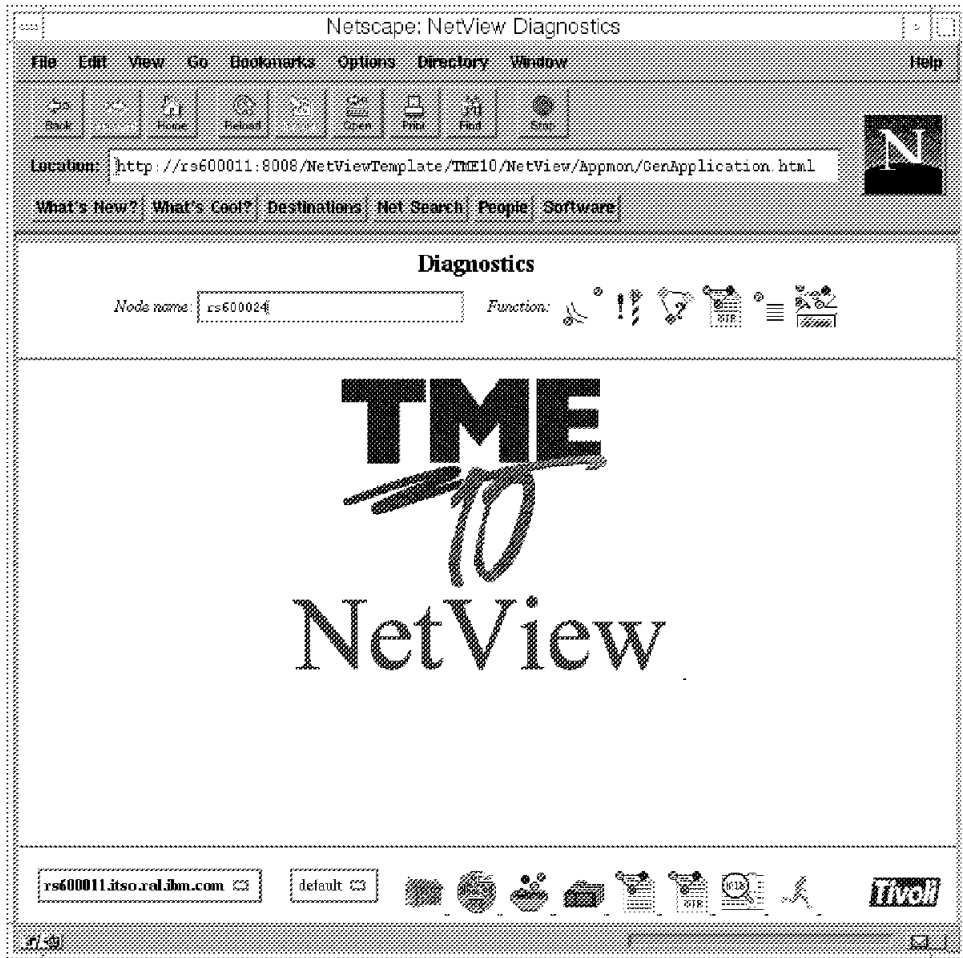 Netscape: NetView Diagnostics
File Edit View Go Bookmarks Options Directory Window Help
Back Home Reload Open Print Find Stop
Location: http://rs600011:8008/NetViewTemplate/TME10/NetView/Appmon/GenApplication.html
N
What's New? What's Cool? Destinations Net Search People Software
Diagnostics
Node name: rs600024 Function:
TME
10
NetView
rs600011.itso.ral.ibm.com default Tivoli